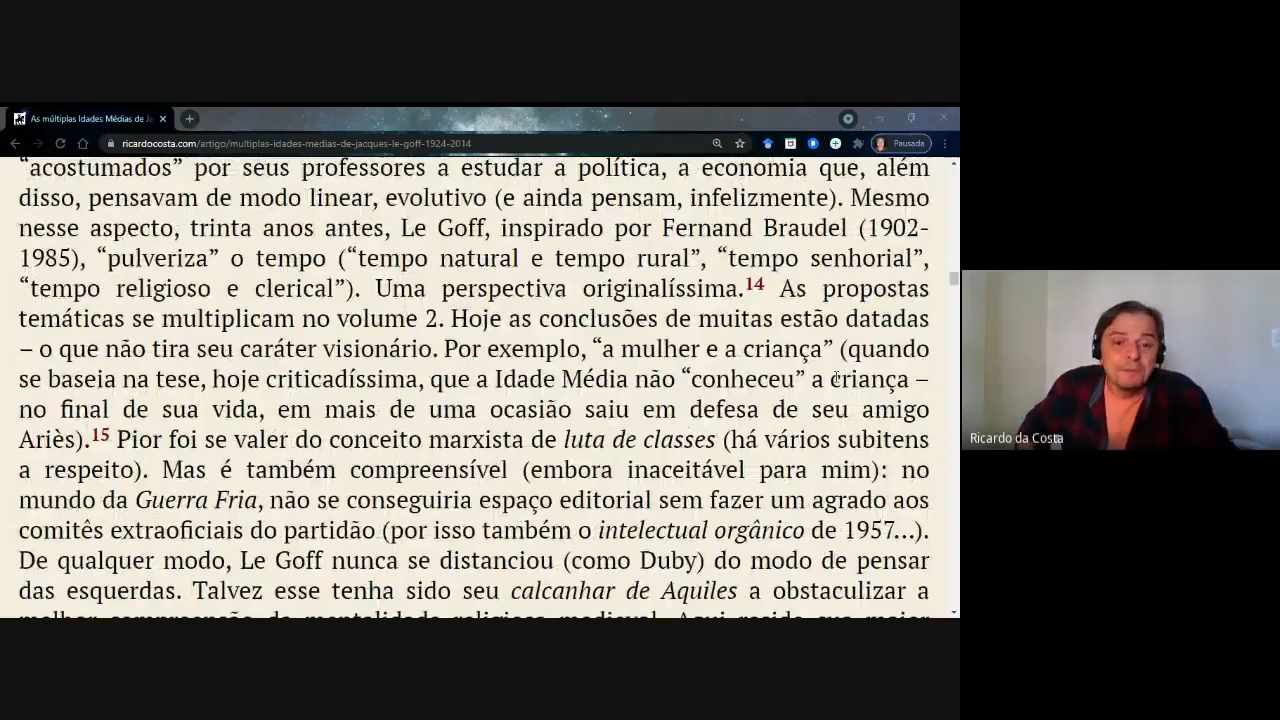 As múltiplas Idades Médias de Ja
ricardocosta.com/artigo/multiplas-idades-medias-de-jacques-le-goff-1924-2014
Pausada
“acostumados” por seus professores a estudar a política, a economia que, além
disso, pensavam de modo linear, evolutivo (e ainda pensam, infelizmente). Mesmo
nesse aspecto, trinta anos antes, Le Goff, inspirado por Fernand Braudel (1902-
1985), “pulveriza” o tempo (“tempo natural e tempo rural”, “tempo senhorial”,
“tempo religioso e clerical”). Uma perspectiva originalíssima.14 As propostas
temáticas se multiplicam no volume 2. Hoje as conclusões de muitas estão datadas
– o que não tira seu caráter visionário. Por exemplo, “a mulher e a criança” (quando
se baseia na tese, hoje criticadíssima, que a Idade Média não “conheceu” a criança –
no final de sua vida, em mais de uma ocasião saiu em defesa de seu amigo
Ariès).15 Pior foi se valer do conceito marxista de luta de classes (há vários subitens
a respeito). Mas é também compreensível (embora inaceitável para mim): no
mundo da Guerra Fria, não se conseguiria espaço editorial sem fazer um agrado aos
comitês extraoficiais do partidão (por isso também o intelectual orgânico de 1957...).
De qualquer modo, Le Goff nunca se distanciou (como Duby) do modo de pensar
das esquerdas. Talvez esse tenha sido seu calcanhar de Aquiles a obstaculizar a
Ricardo da Costa